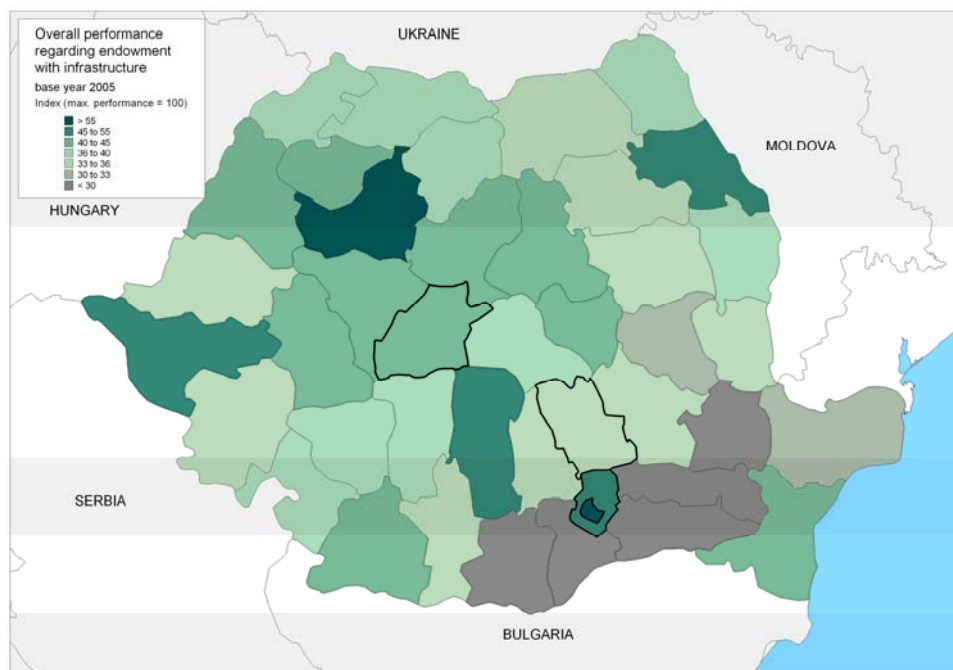 Overall performance
regarding endowment
with infrastructure
base year 2005
Index (max. performance = 100)
> 55
45 to 55
40 to 45
36 to 40
33 to 36
30 to 33
< 30
UKRAINE
MOLDOVA
HUNGARY
SERBIA
BULGARIA